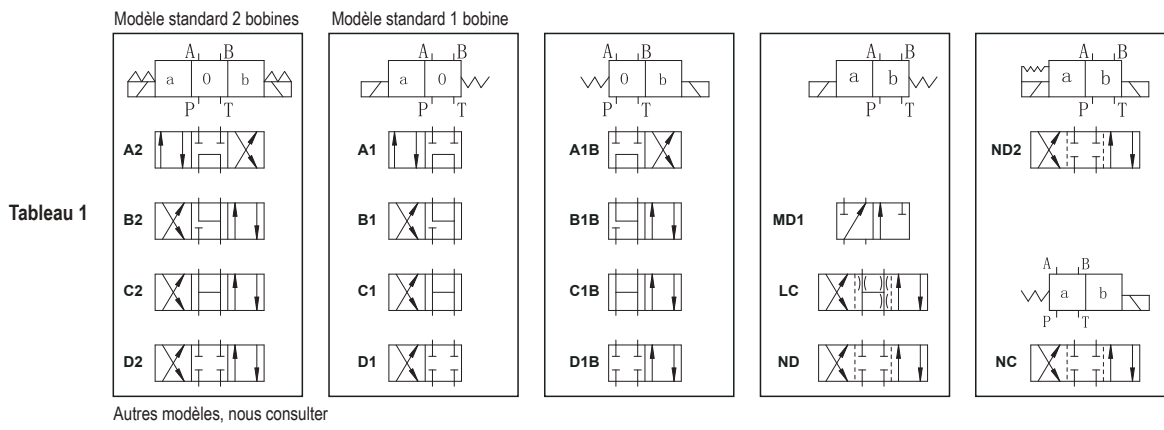 Modèle standard 2 bobines
Modèle standard 1 bobine
A B
a 0 b
P T
A B
a 0
P T
A B
0 b
P T
A B
a b
P T
A B
a b
P T
A2
A1
A1B
ND2
Tableau 1
B2
B1
B1B
MD1
A B
a b
P T
C2
C1
C1B
LC
D2
D1
D1B
ND
NC
Autres modèles, nous consulter